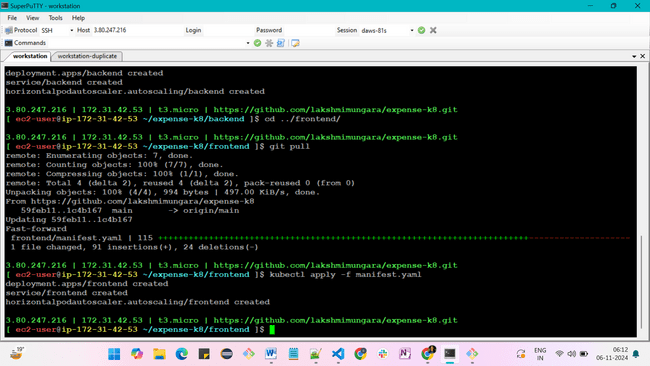 SuperPuTTY - workstation
File View Tools Help
Protocol SSH Host 3.80.247.216 Login Password Session daws-81s
Commands
workstation workstation-duplicate
deployment.apps/backend created
service/backend created
horizontalpodautoscaler.autoscaling/backend created
3.80.247.216 | 172.31.42.53 | t3.micro | https://github.com/lakshmimungara/expense-k8.git
[ ec2-user@ip-172-31-42-53 ~/expense-k8/backend ]$ cd ../frontend/
3.80.247.216 | 172.31.42.53 | t3.micro | https://github.com/lakshmimungara/expense-k8.git
[ ec2-user@ip-172-31-42-53 ~/expense-k8/frontend ]$ git pull
remote: Enumerating objects: 7, done.
remote: Counting objects: 100% (7/7), done.
remote: Compressing objects: 100% (1/1), done.
remote: Total 4 (delta 2), reused 4 (delta 2), pack-reused 0 (from 0)
Unpacking objects: 100% (4/4), 994 bytes | 497.00 KiB/s, done.
From https://github.com/lakshmimungara/expense-k8
59feb11..1c4b167 main -> origin/main
Updating 59feb11..1c4b167
Fast-forward
frontend/manifest.yaml | 115 +++++++++++++++++++++++++++++++++++++++++++++++++++++++++++++++++++++++++-------------------
1 file changed, 91 insertions(+), 24 deletions(-)
3.80.247.216 | 172.31.42.53 | t3.micro | https://github.com/lakshmimungara/expense-k8.git
[ ec2-user@ip-172-31-42-53 ~/expense-k8/frontend ]$ kubectl apply -f manifest.yaml
deployment.apps/frontend created
service/frontend created
horizontalpodautoscaler.autoscaling/frontend created
3.80.247.216 | 172.31.42.53 | t3.micro | https://github.com/lakshmimungara/expense-k8.git
[ ec2-user@ip-172-31-42-53 ~/expense-k8/frontend ]$
19°
ENG
IN
06:12
06-11-2024